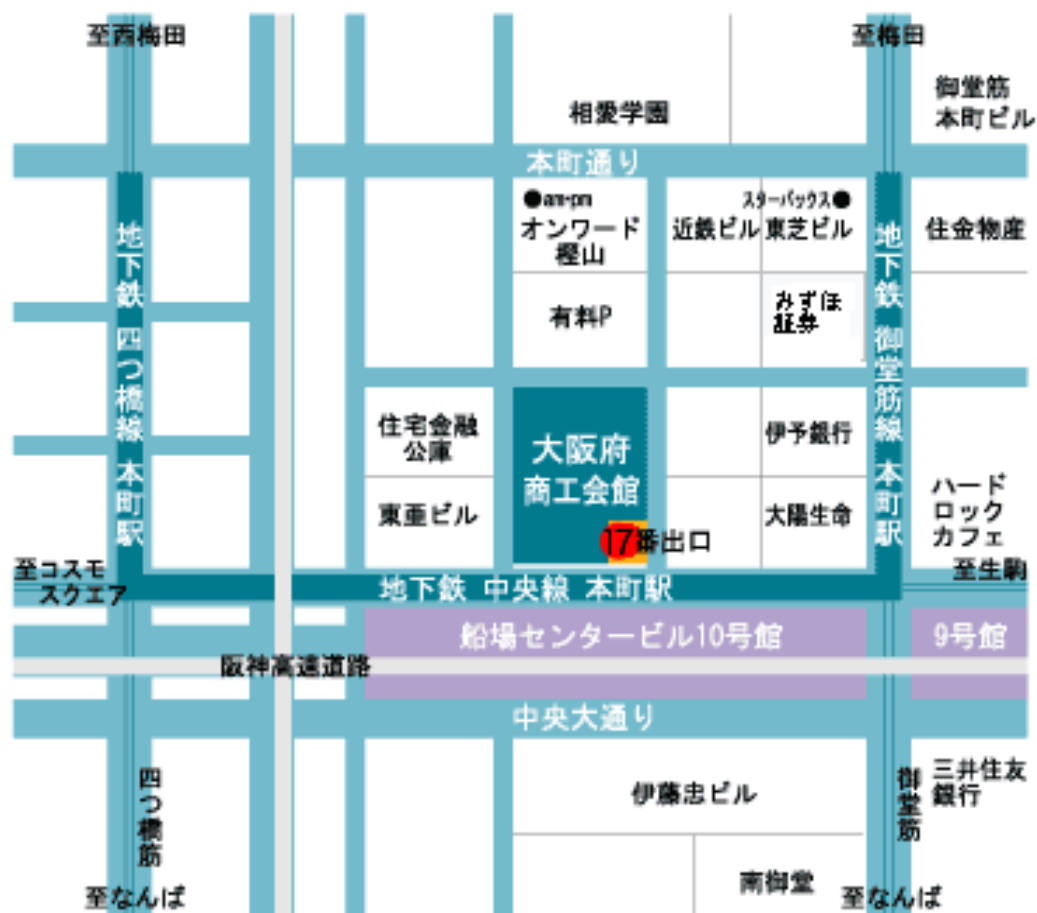 至西梅田
至梅田
御堂筋
本町ビル
相愛学園
本町通り
●am-pm
オンワード
樫山
スターバックス●
近鉄ビル
東芝ビル
住金物産
地下鉄 四つ橋線 本町駅
地下鉄 御堂筋線 本町駅
有料P
みずほ
証券
住宅金融
公庫
大阪府
商工会館
伊予銀行
東亜ビル
大陽生命
ハード
ロック
カフェ
17番出口
至コスモ
スクエア
地下鉄 中央線 本町駅
至生駒
船場センタービル10号館
9号館
阪神高速道路
中央大通り
四つ橋筋
伊藤忠ビル
御堂筋
三井住友
銀行
南御堂
至なんば
至なんば